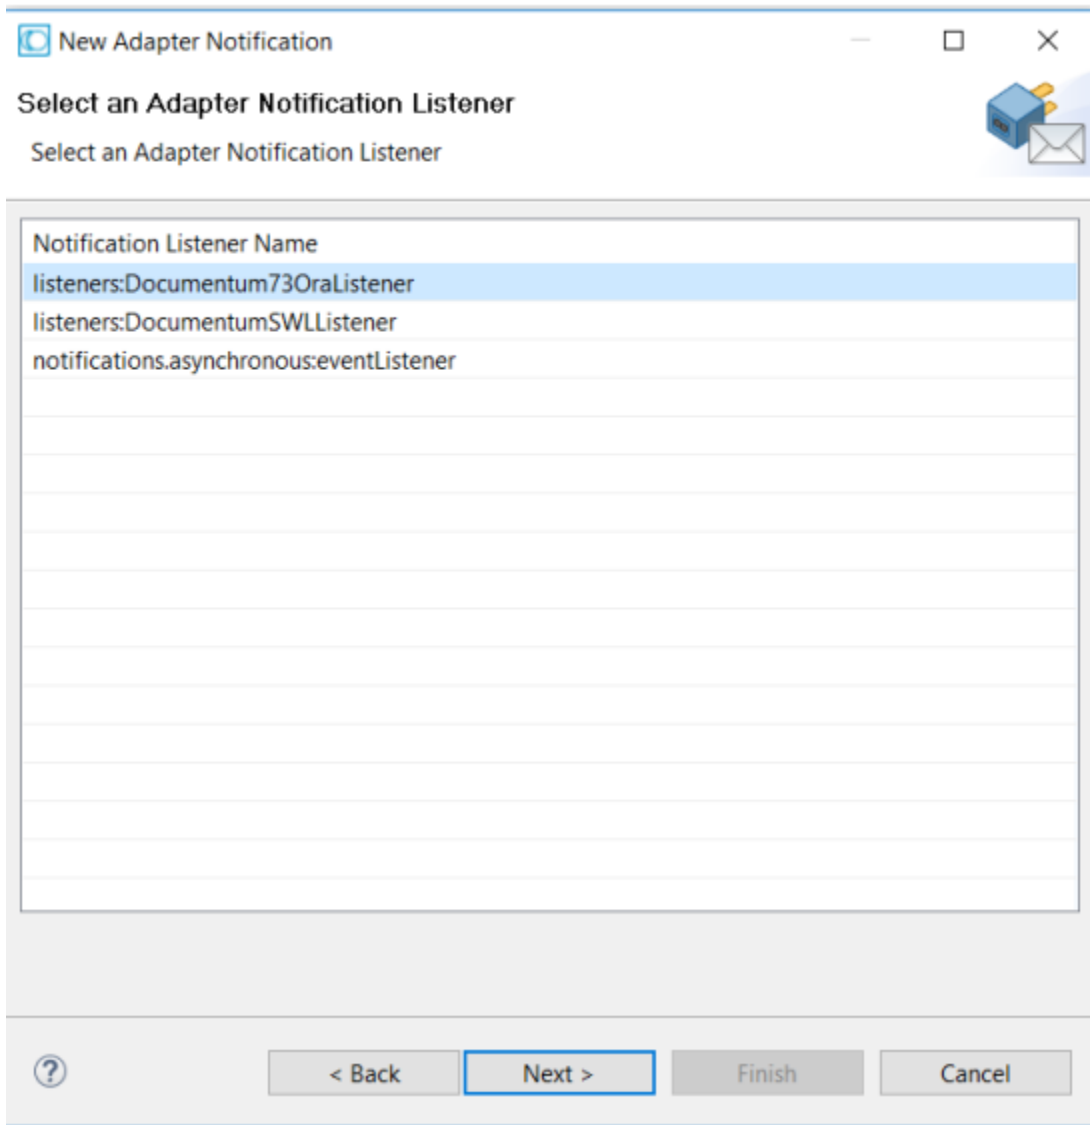 New Adapter Notification
Select an Adapter Notification Listener
Select an Adapter Notification Listener
Notification Listener Name
listeners:Documentum73OraListener
listeners:DocumentumSWLListener
notifications.asynchronous:eventListener
? < Back Next > Finish Cancel